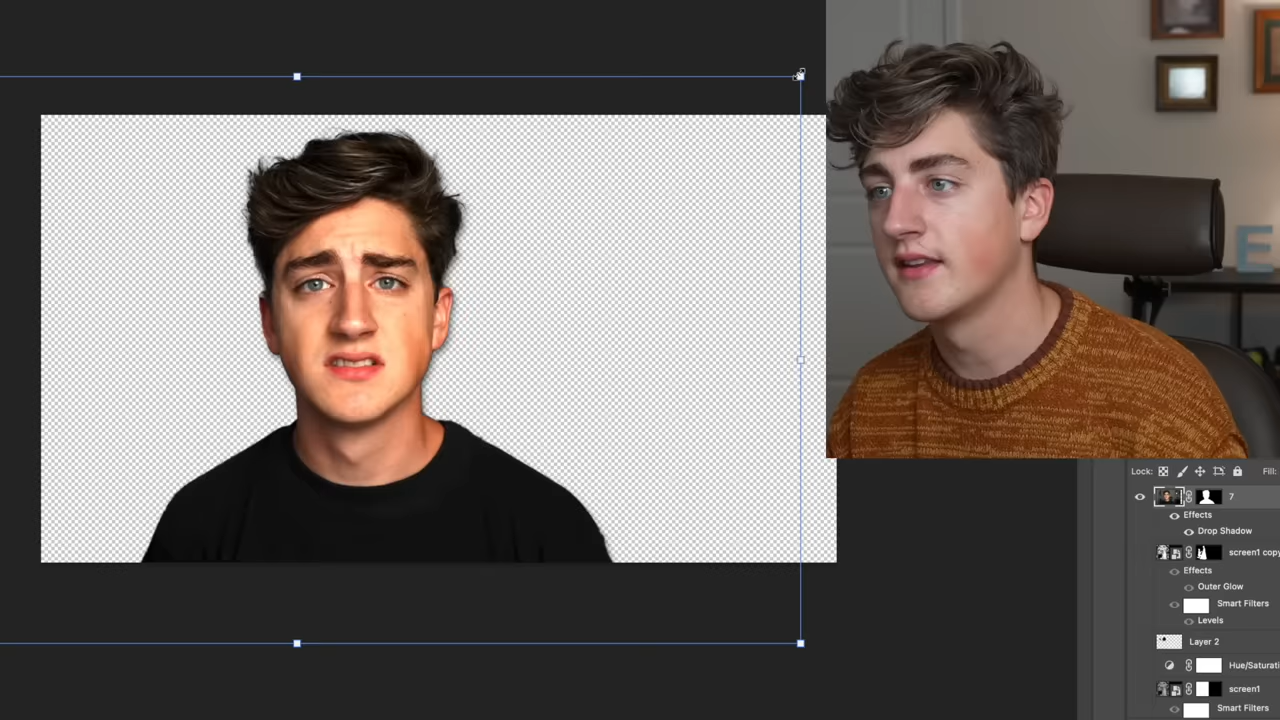 E
Lock: Fill:
7
Effects
Drop Shadow
screen1 copy
Effects
Outer Glow
Smart Filters
Levels
Layer 2
Hue/Saturati
screen1
Smart Filters